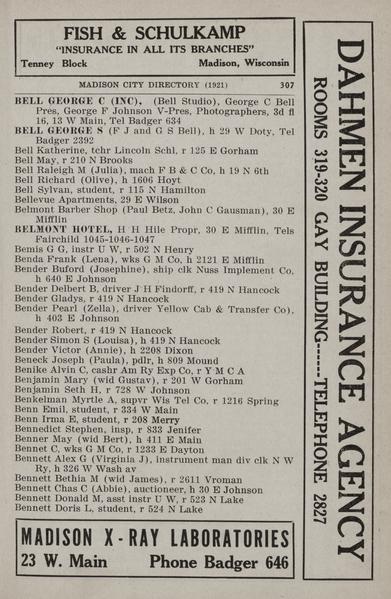 FISH & SCHULKAMP
"INSURANCE IN ALL ITS BRANCHES"
Tenney Block Madison, Wisconsin
MADISON CITY DIRECTORY (1921) 307
BELL GEORGE C (INC), (Bell Studio), George C Bell
Pres, George F Johnson V-Pres, Photographers, 3d fl
16, 13 W Main, Tel Badger 634
BELL GEORGE S (F J and G S Bell), h 29 W Doty, Tel
Badger 2392
Bell Katherine, tchr Lincoln Schl, r 125 E Gorham
Bell May, r 210 N Brooks
Bell Raleigh M (Julia), mach F B & C Co, h 19 N 6th
Bell Richard (Olive), h 1606 Hoyt
Bell Sylvan, student, r 115 N Hamilton
Bellevue Apartments, 29 E Wilson
Belmont Barber Shop (Paul Betz, John C Gausman), 30 E
Mifflin
BELMONT HOTEL, H H Hile Propr, 30 E Mifflin, Tels
Fairchild 1045-1046-1047
Bemis G G, instr U W, r 502 N Henry
Benda Frank (Lena), wks G M Co, h 2121 E Mifflin
Bender Buford (Josephine), ship clk Nuss Implement Co,
h 640 E Johnson
Bender Delbert B, driver J H Findorff, r 419 N Hancock
Bender Gladys, r 419 N Hancock
Bender Pearl (Zella), driver Yellow Cab & Transfer Co),
h 403 E Johnson
Bender Robert, r 419 N Hancock
Bender Simon S (Louisa), h 419 N Hancock
Bender Victor (Annie), h 2208 Dixon
Beneck Joseph (Paula), pdlr, h 809 Mound
Benike Alvin C, cashr Am Ry Exp Co, r Y M C A
Benjamin Mary (wid Gustav), r 201 W Gorham
Benjamin Seth H, r 728 W Johnson
Benkelman Myrtle A, supvr Wis Tel Co, r 1216 Spring
Benn Emil, student, r 334 W Main
Benn Irma E, student, r 208 Merry
Bennedict Stephen, insp, r 833 Jenifer
Benner May (wid Bert), h 411 E Main
Bennet C, wks G M Co, r 1233 E Dayton
Bennett Alex G (Virginia J), instrument man div clk N W
Ry, h 326 W Wash av
Bennett Bethia M (wid James), r 2611 Vroman
Bennett Chas C (Abbie), auctioneer, h 30 E Johnson
Bennett Donald M, asst instr U W, r 523 N Lake
Bennett Doris L, student, r 524 N Lake
MADISON X-RAY LABORATORIES
23 W. Main Phone Badger 646
DAHMEN INSURANCE AGENCY
ROOMS 319-320 GAY BUILDING------TELEPHONE 2827